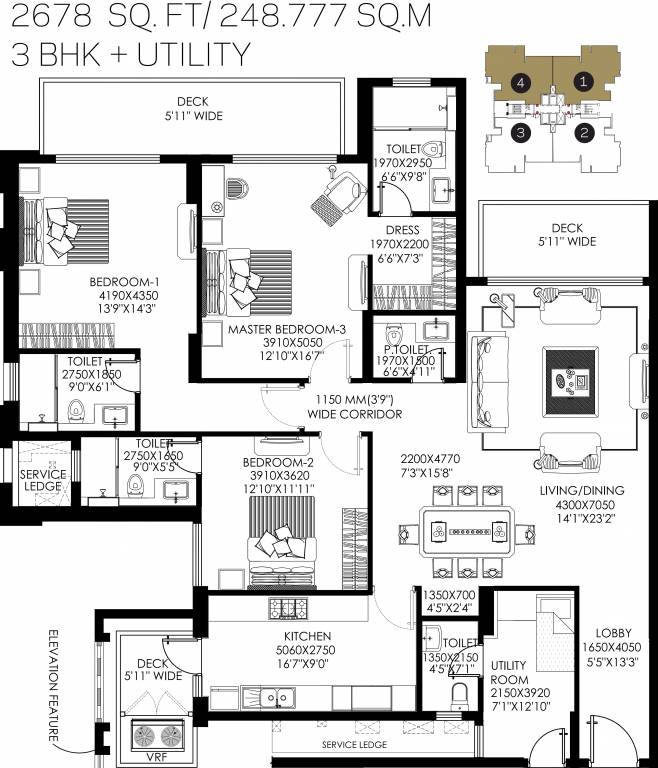 2678 SQ. FT/ 248.777 SQ.M
3 BHK + UTILITY
4
1
3
2
DECK
5'11" WIDE
TOILET
1970X2950
6'6"X9'8"
DRESS
1970X2200
6'6"X7'3"
DECK
5'11" WIDE
BEDROOM-1
4190X4350
13'9"X14'3"
MASTER BEDROOM-3
3910X5050
12'10"X16'7"
P.TOILET
1970X1500
6'6"X4'11"
TOILET
2750X1850
9'0"X6'1"
1150 MM(3'9")
WIDE CORRIDOR
TOILET
2750X1650
9'0"X5'5"
SERVICE
LEDGE
BEDROOM-2
3910X3620
12'10"X11'11"
2200X4770
7'3"X15'8"
LIVING/DINING
4300X7050
14'1"X23'2"
1350X700
4'5"X2'4"
KITCHEN
5060X2750
16'7"X9'0"
TOILET
1350X2150
4'5"X7'1"
UTILITY
ROOM
2150X3920
7'1"X12'10"
LOBBY
1650X4050
5'5"X13'3"
ELEVATION FEATURE
DECK
5'11" WIDE
VRF
SERVICE LEDGE